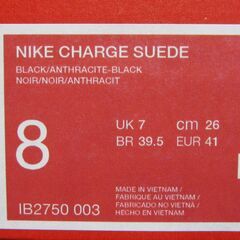 NIKE CHARGE SUEDE
BLACK/ANTHRACITE-BLACK
NOIR/NOIR/ANTHRACIT
8
UK 7 cm 26
BR 39.5 EUR 41
MADE IN VIETNAM /
FABRIQUE AU VIETNAM /
FABRICADO NO VIETNÃ /
HECHO EN VIETNAM
IB2750 003